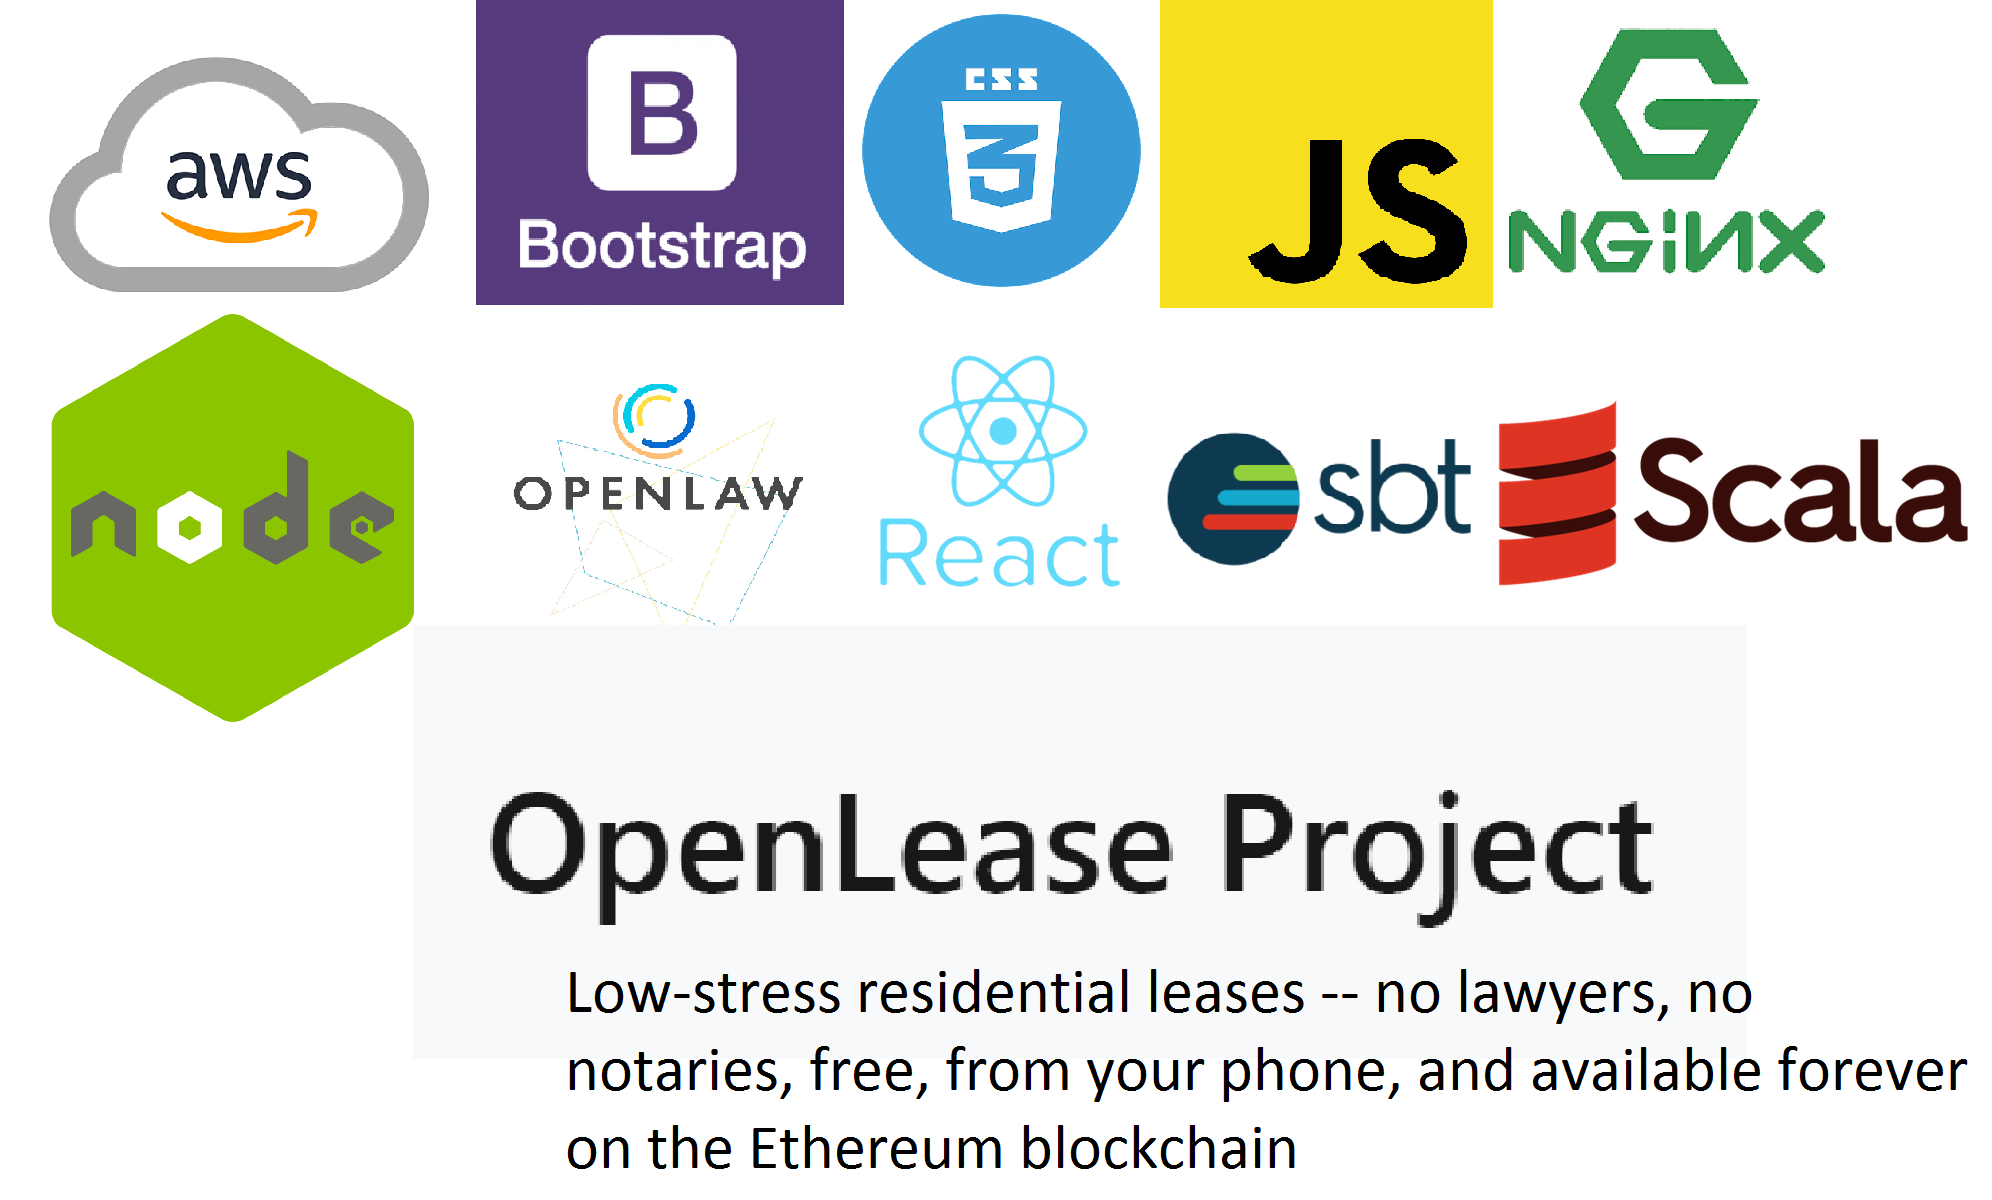 aws
B
Bootstrap
CSS
3
JS
G
NGiNX
node
OPENLAW
React
sbt
Scala
OpenLease Project
Low-stress residential leases -- no lawyers, no
notaries, free, from your phone, and available forever
on the Ethereum blockchain